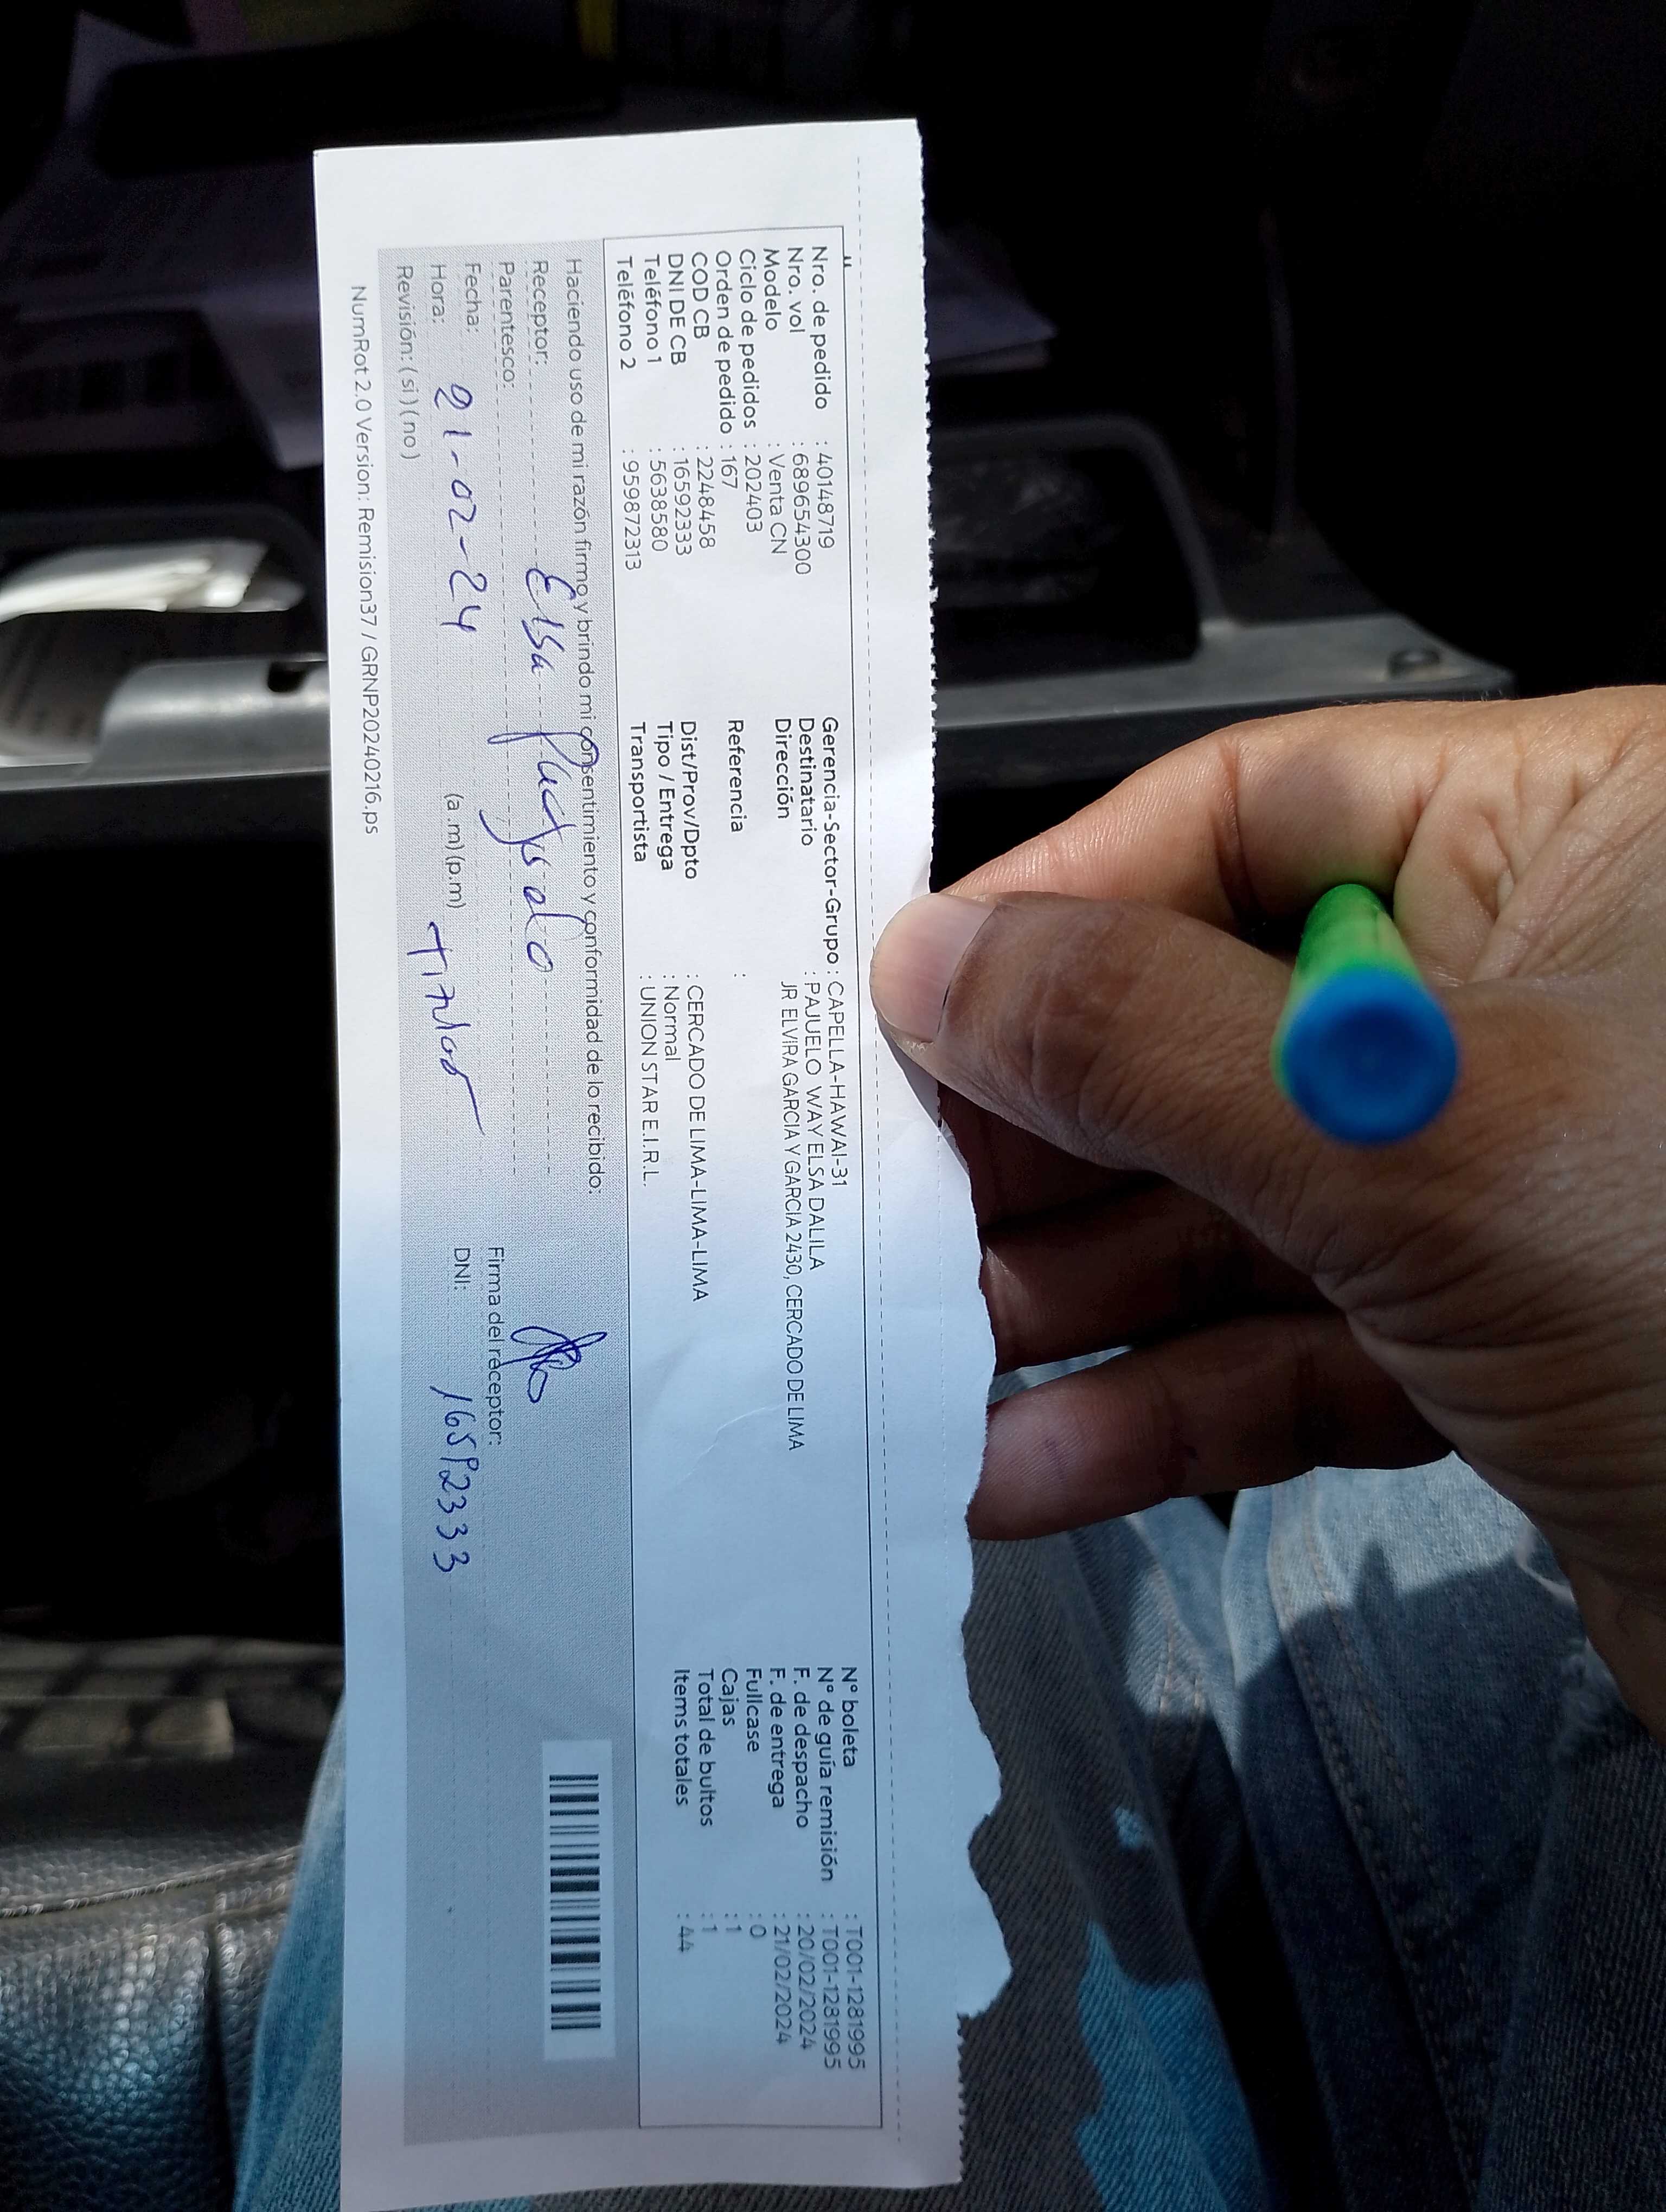 Nro. de pedido : 40148719
Nro. vol : 689654300
Modelo : Venta CN
Ciclo de pedidos : 202403
Orden de pedido : 167
COD CB : 2248458
DNI DE CB : 16592333
Teléfono 1 : 5638580
Teléfono 2 : 959872313
Gerencia-Sector-Grupo : CAPELLA-HAWAI-31
Destinatario : PAJUELO WAY ELSA DALILA
Dirección JR ELVIRA GARCIA Y GARCIA 2430, CERCADO DE LIMA
Referencia :
Dist/Prov/Dpto : CERCADO DE LIMA-LIMA-LIMA
Tipo / Entrega : Normal
Transportista : UNION STAR E.I.R.L.
N° boleta : T001-1281995
N° de guía remisión : T001-1281995
F. de despacho : 20/02/2024
F. de entrega : 21/02/2024
Fullcase : 0
Cajas : 1
Total de bultos : 1
Items totales : 44
Haciendo uso de mi razón firmo y brindo mi consentimiento y conformidad de lo recibido:
Receptor: Elsa
Parentesco:
Fecha: 21-02-24
Hora: (a.m) (p.m)
Revisión: (si) (no)
Firma del receptor:
DNI: 16592333
NumRot 2.0 Version: Remision37 / GRNP20240216.ps